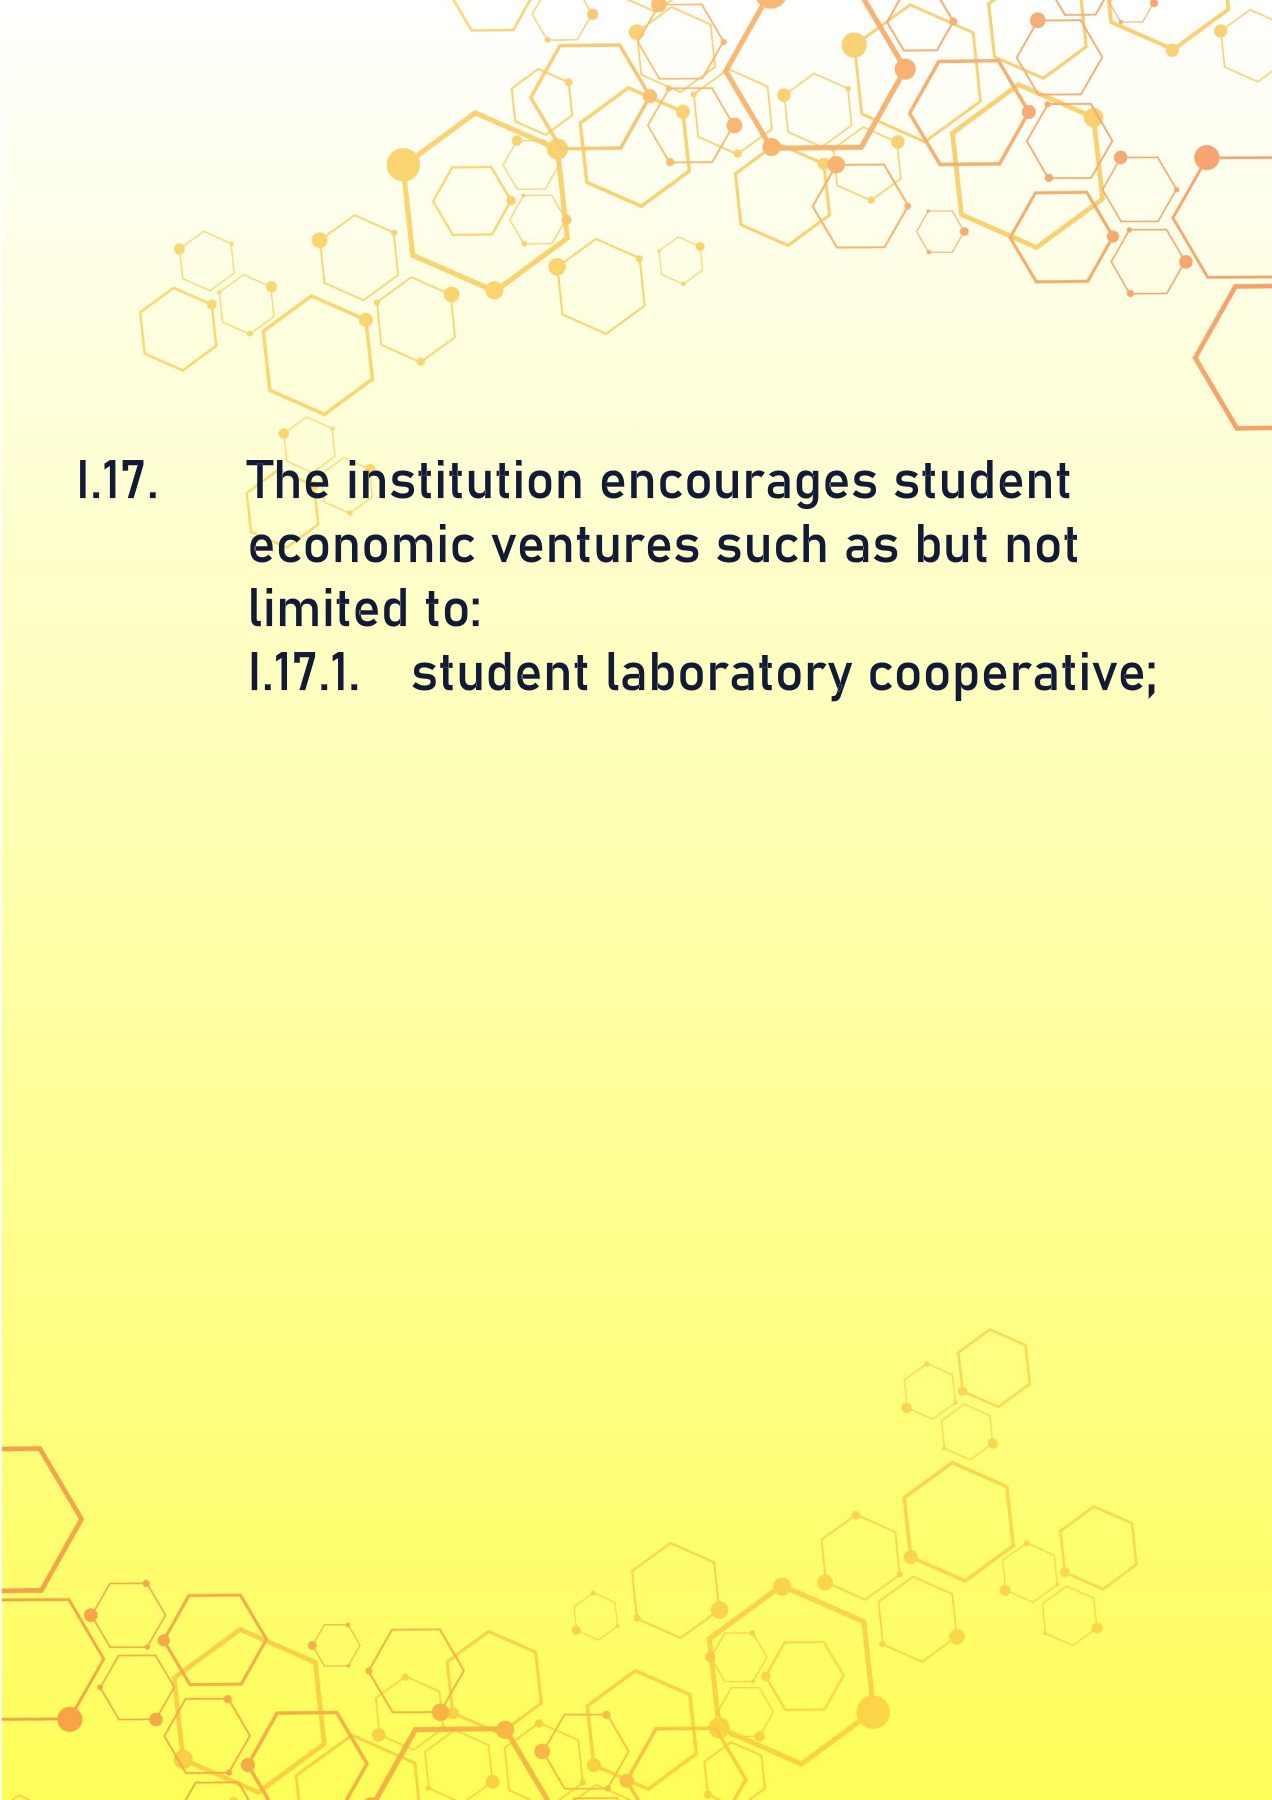 I.17. The institution encourages student
economic ventures such as but not
limited to:
I.17.1. student laboratory cooperative;